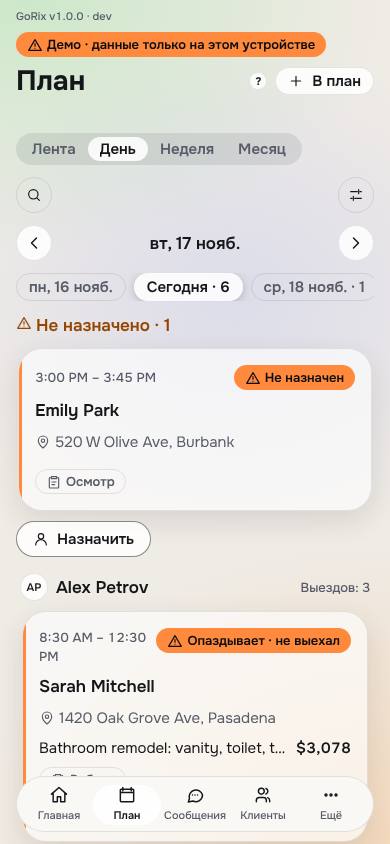 GoRix v1.0.0 · dev
Демо · данные только на этом устройстве
План
?
В план
Лента
День
Неделя
Месяц
вт, 17 нояб.
пн, 16 нояб.
Сегодня · 6
ср, 18 нояб. · 1
Не назначено · 1
3:00 PM – 3:45 PM
Не назначен
Emily Park
520 W Olive Ave, Burbank
Осмотр
Назначить
AP
Alex Petrov
Выездов: 3
8:30 AM – 12:30
PM
Опаздывает · не выехал
Sarah Mitchell
1420 Oak Grove Ave, Pasadena
Bathroom remodel: vanity, toilet, t... $3,078
Главная
План
Сообщения
Клиенты
Ещё